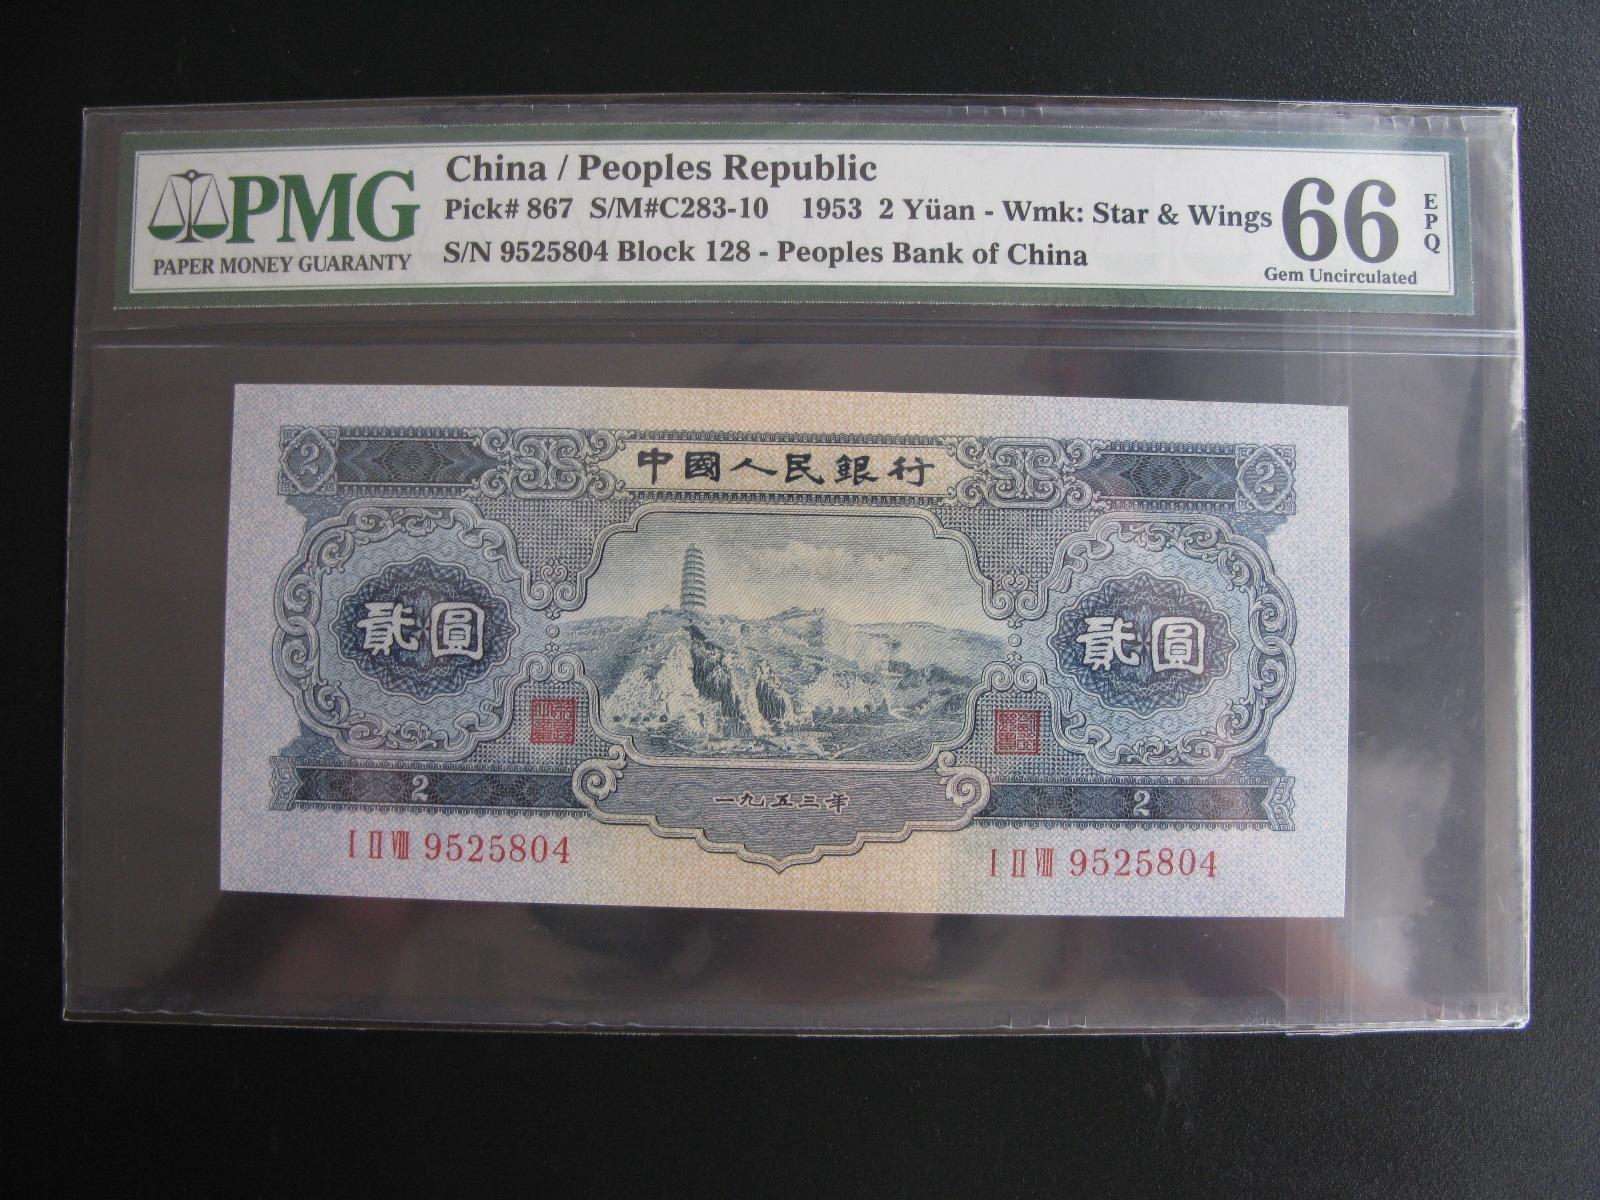 PMG
PAPER MONEY GUARANTY
China / Peoples Republic
Pick# 867 S/M#C283-10 1953 2 Yüan - Wmk: Star & Wings
S/N 9525804 Block 128 - Peoples Bank of China
66
EPQ
Gem Uncirculated
2 中國人民銀行 2
貳圓 貳圓
2 一九五三年 2
I II VIII 9525804 I II VIII 9525804